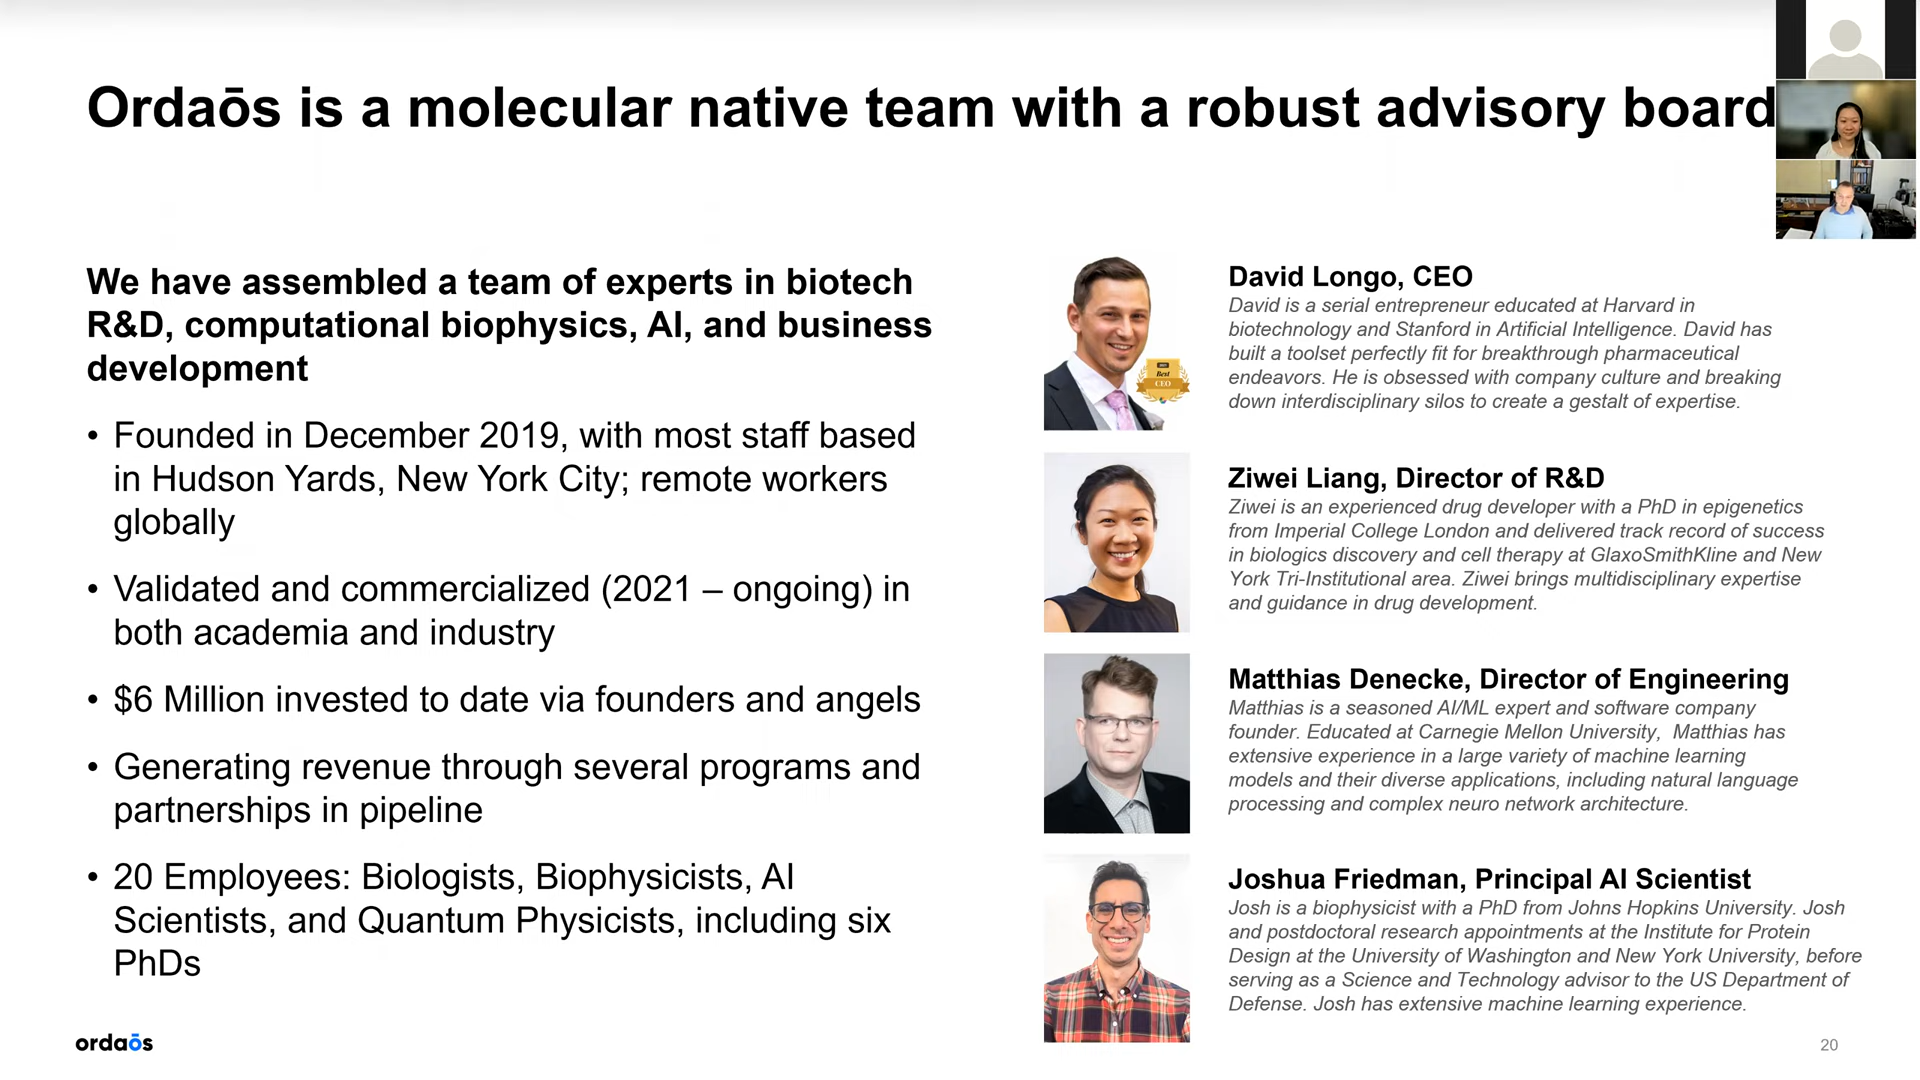 Ordaōs is a molecular native team with a robust advisory board
We have assembled a team of experts in biotech
R&D, computational biophysics, AI, and business
development
• Founded in December 2019, with most staff based
in Hudson Yards, New York City; remote workers
globally
• Validated and commercialized (2021 – ongoing) in
both academia and industry
• $6 Million invested to date via founders and angels
• Generating revenue through several programs and
partnerships in pipeline
• 20 Employees: Biologists, Biophysicists, AI
Scientists, and Quantum Physicists, including six
PhDs
Best
CEO
David Longo, CEO
David is a serial entrepreneur educated at Harvard in
biotechnology and Stanford in Artificial Intelligence. David has
built a toolset perfectly fit for breakthrough pharmaceutical
endeavors. He is obsessed with company culture and breaking
down interdisciplinary silos to create a gestalt of expertise.
Ziwei Liang, Director of R&D
Ziwei is an experienced drug developer with a PhD in epigenetics
from Imperial College London and delivered track record of success
in biologics discovery and cell therapy at GlaxoSmithKline and New
York Tri-Institutional area. Ziwei brings multidisciplinary expertise
and guidance in drug development.
Matthias Denecke, Director of Engineering
Matthias is a seasoned AI/ML expert and software company
founder. Educated at Carnegie Mellon University,  Matthias has
extensive experience in a large variety of machine learning
models and their diverse applications, including natural language
processing and complex neuro network architecture.
Joshua Friedman, Principal AI Scientist
Josh is a biophysicist with a PhD from Johns Hopkins University. Josh
and postdoctoral research appointments at the Institute for Protein
Design at the University of Washington and New York University, before
serving as a Science and Technology advisor to the US Department of
Defense. Josh has extensive machine learning experience.
ordaōs
20